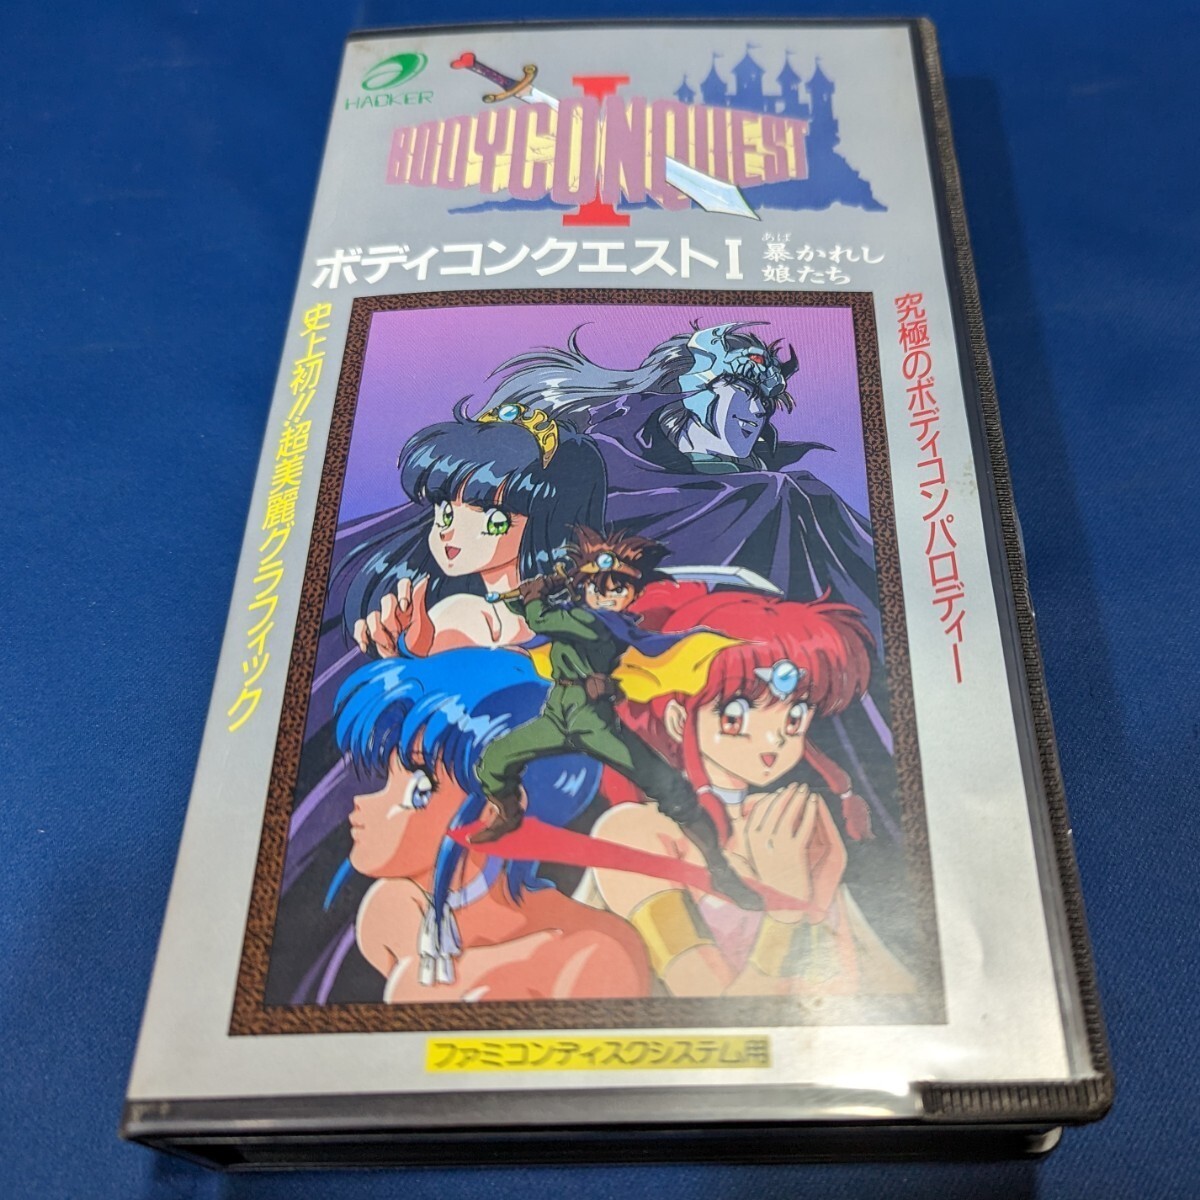 HACKER
BODYCONQUEST
I
ボディコンクエストI
あば
暴かれし
娘たち
史上初!!超美麗グラフィック
究極のボディコンパロディー
ファミコンディスクシステム用